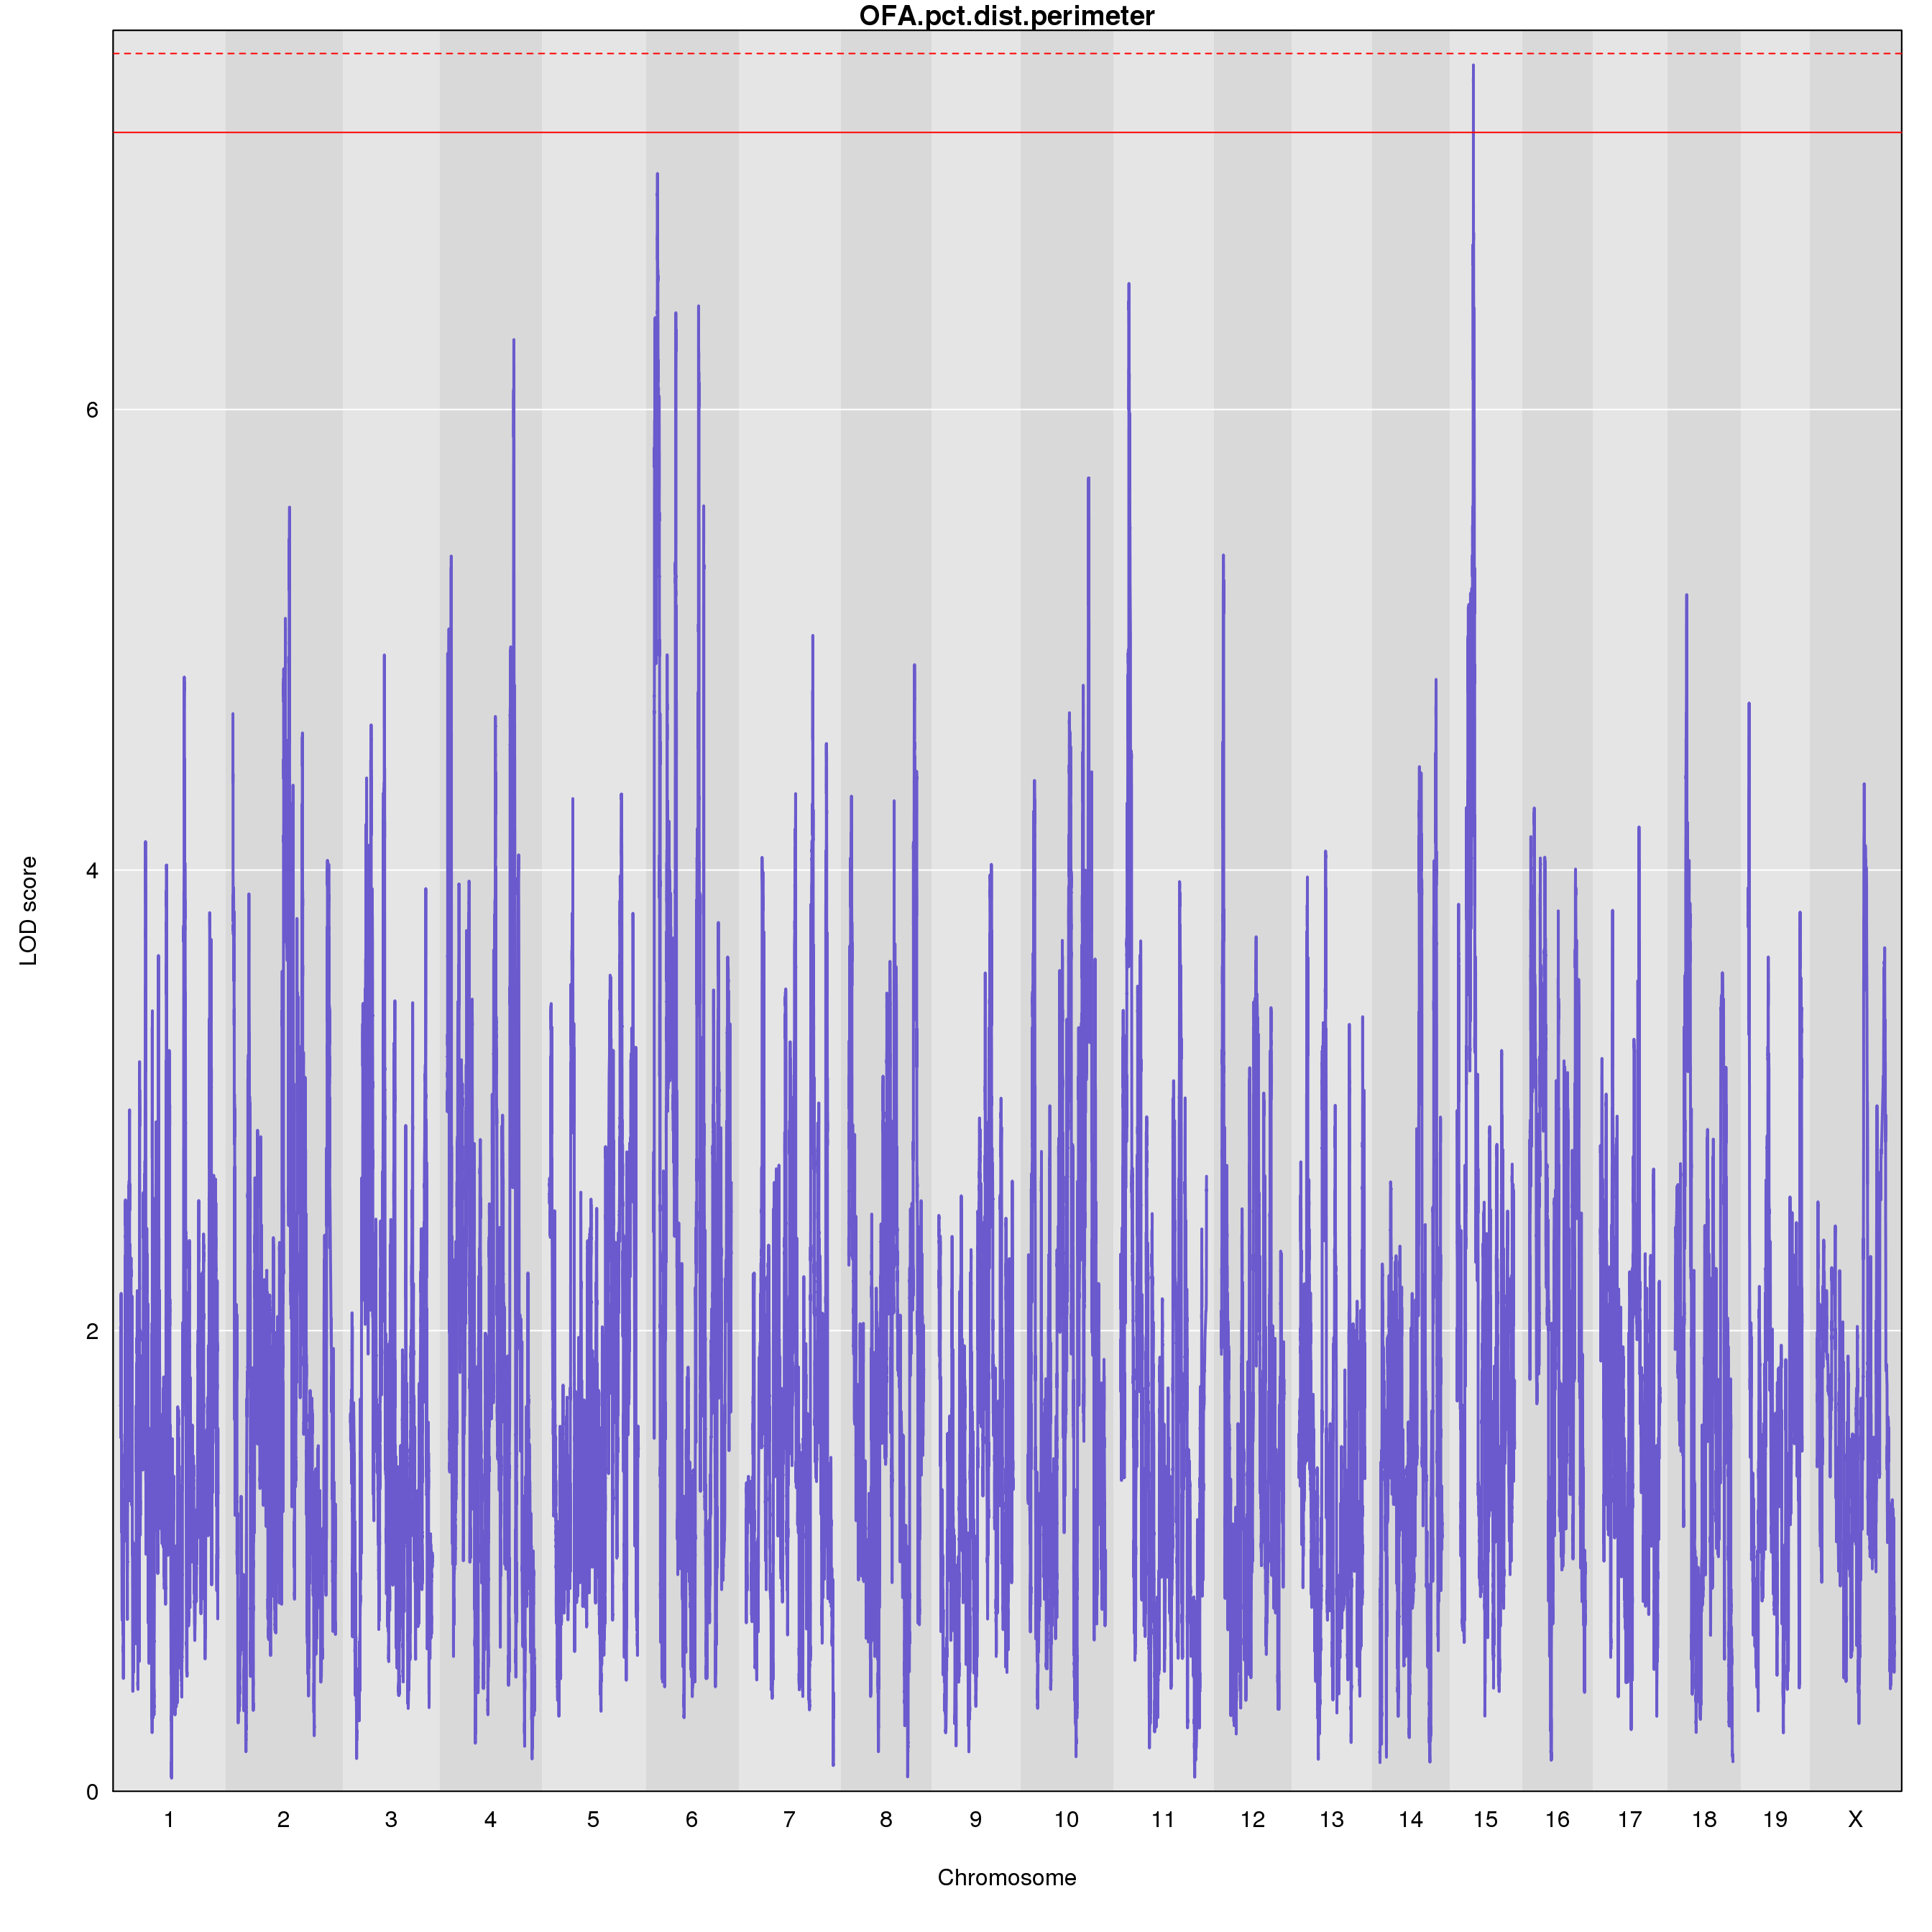 OFA.pct.dist.perimeter
LOD score
6
4
2
0
1 2 3 4 5 6 7 8 9 10 11 12 13 14 15 16 17 18 19 X
Chromosome